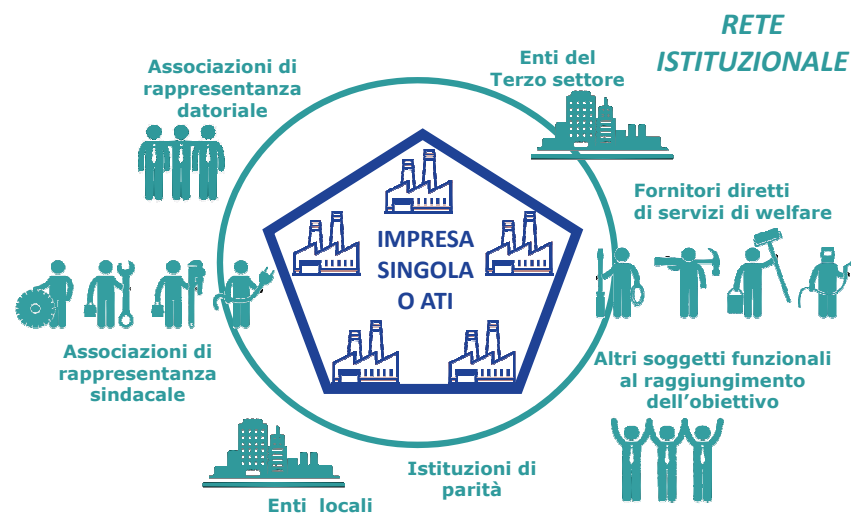 RETE
ISTITUZIONALE
Associazioni di
rappresentanza
datoriale
Enti del
Terzo settore
Fornitori diretti
di servizi di welfare
IMPRESA
SINGOLA
O ATI
Associazioni di
rappresentanza
sindacale
Altri soggetti funzionali
al raggiungimento
dell’obiettivo
Istituzioni di
parità
Enti locali